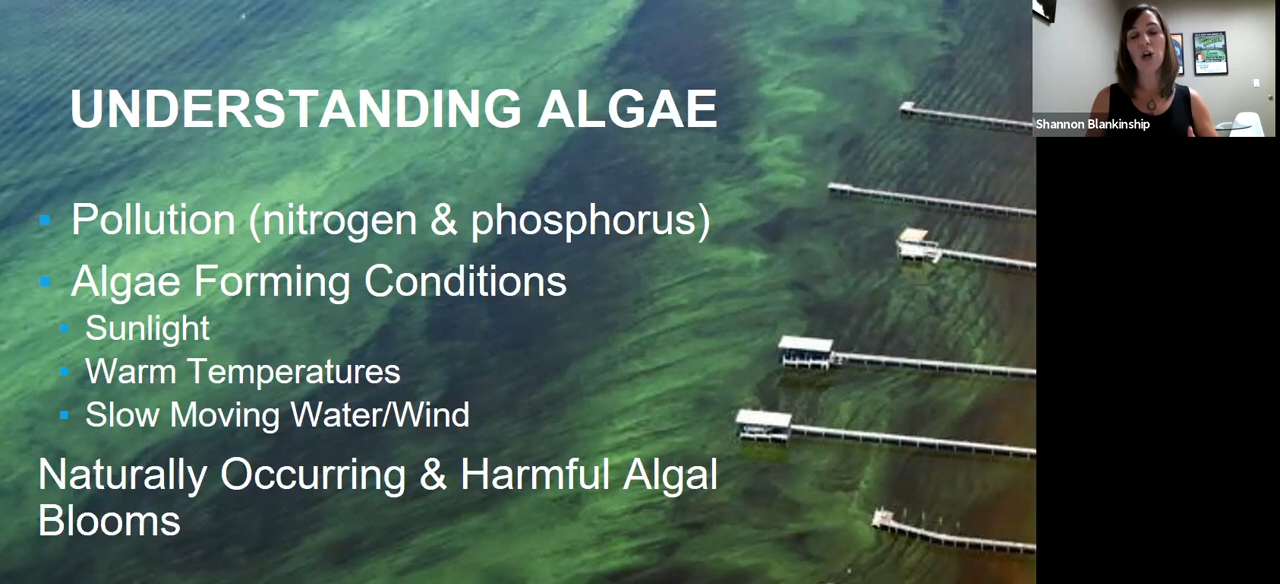 UNDERSTANDING ALGAE
Pollution (nitrogen & phosphorus)
Algae Forming Conditions
Sunlight
Warm Temperatures
Slow Moving Water/Wind
Naturally Occurring & Harmful Algal
Blooms
Shannon Blankinship